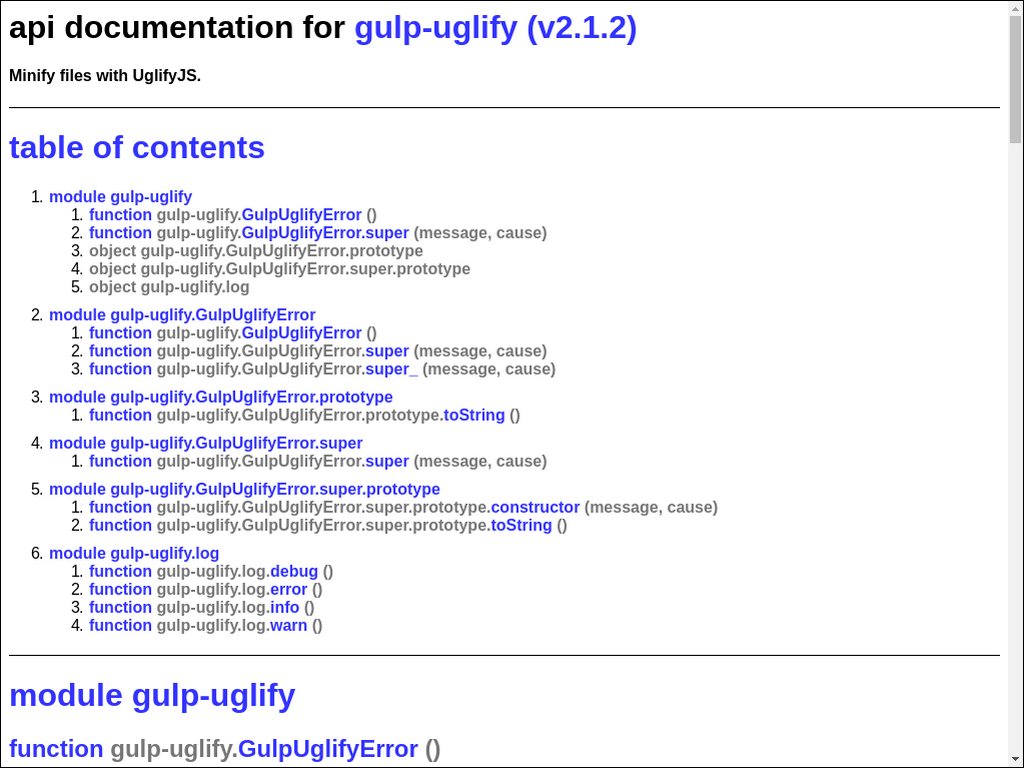 api documentation for gulp-uglify (v2.1.2)
Minify files with UglifyJS.
table of contents
1. module gulp-uglify
1. function gulp-uglify.GulpUglifyError ()
2. function gulp-uglify.GulpUglifyError.super (message, cause)
3. object gulp-uglify.GulpUglifyError.prototype
4. object gulp-uglify.GulpUglifyError.super.prototype
5. object gulp-uglify.log
2. module gulp-uglify.GulpUglifyError
1. function gulp-uglify.GulpUglifyError ()
2. function gulp-uglify.GulpUglifyError.super (message, cause)
3. function gulp-uglify.GulpUglifyError.super_ (message, cause)
3. module gulp-uglify.GulpUglifyError.prototype
1. function gulp-uglify.GulpUglifyError.prototype.toString ()
4. module gulp-uglify.GulpUglifyError.super
1. function gulp-uglify.GulpUglifyError.super (message, cause)
5. module gulp-uglify.GulpUglifyError.super.prototype
1. function gulp-uglify.GulpUglifyError.super.prototype.constructor (message, cause)
2. function gulp-uglify.GulpUglifyError.super.prototype.toString ()
6. module gulp-uglify.log
1. function gulp-uglify.log.debug ()
2. function gulp-uglify.log.error ()
3. function gulp-uglify.log.info ()
4. function gulp-uglify.log.warn ()
module gulp-uglify
function gulp-uglify.GulpUglifyError ()